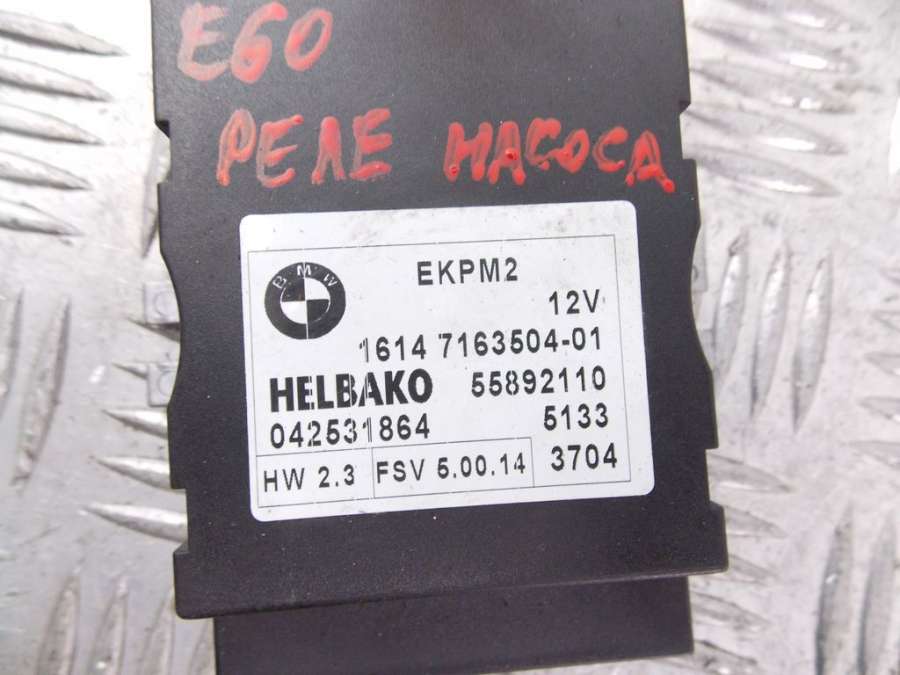 E60
РЕЛЕ НАСОСА
BMW
EKPM2
12V
1614 7163504-01
HELBAKO 55892110
042531864 5133
HW 2.3 FSV 5.00.14 3704